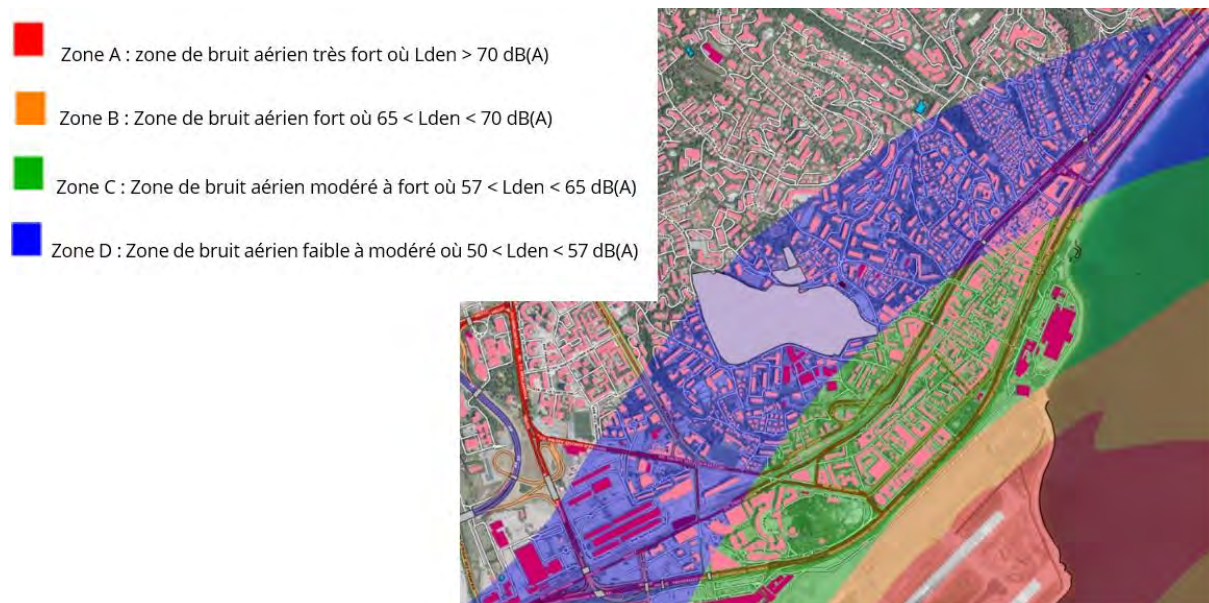 Zone A : zone de bruit aérien très fort où Lden > 70 dB(A)
Zone B : Zone de bruit aérien fort où 65 < Lden < 70 dB(A)
Zone C : Zone de bruit aérien modéré à fort où 57 < Lden < 65 dB(A)
Zone D : Zone de bruit aérien faible à modéré où 50 < Lden < 57 dB(A)